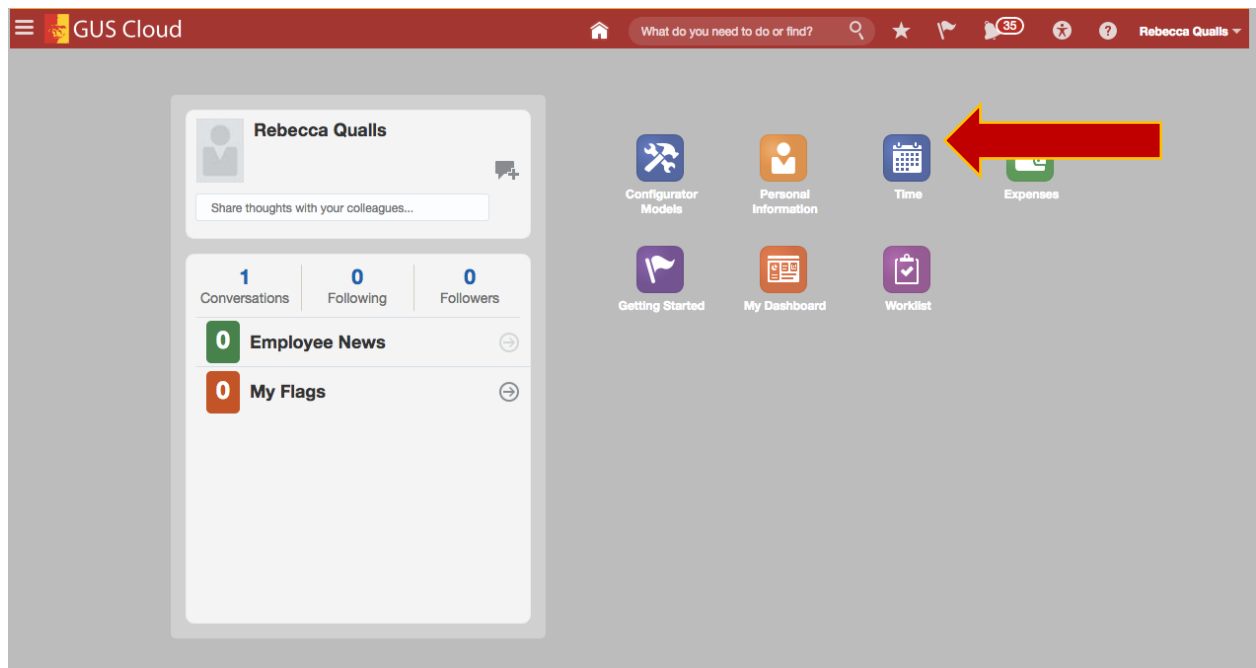 GUS Cloud
What do you need to do or find?
35
Rebecca Qualls
Rebecca Qualls
Share thoughts with your colleagues...
1
0
0
Conversations
Following
Followers
0
Employee News
0
My Flags
Configurator
Models
Personal
Information
Time
Expenses
Getting Started
My Dashboard
Worklist